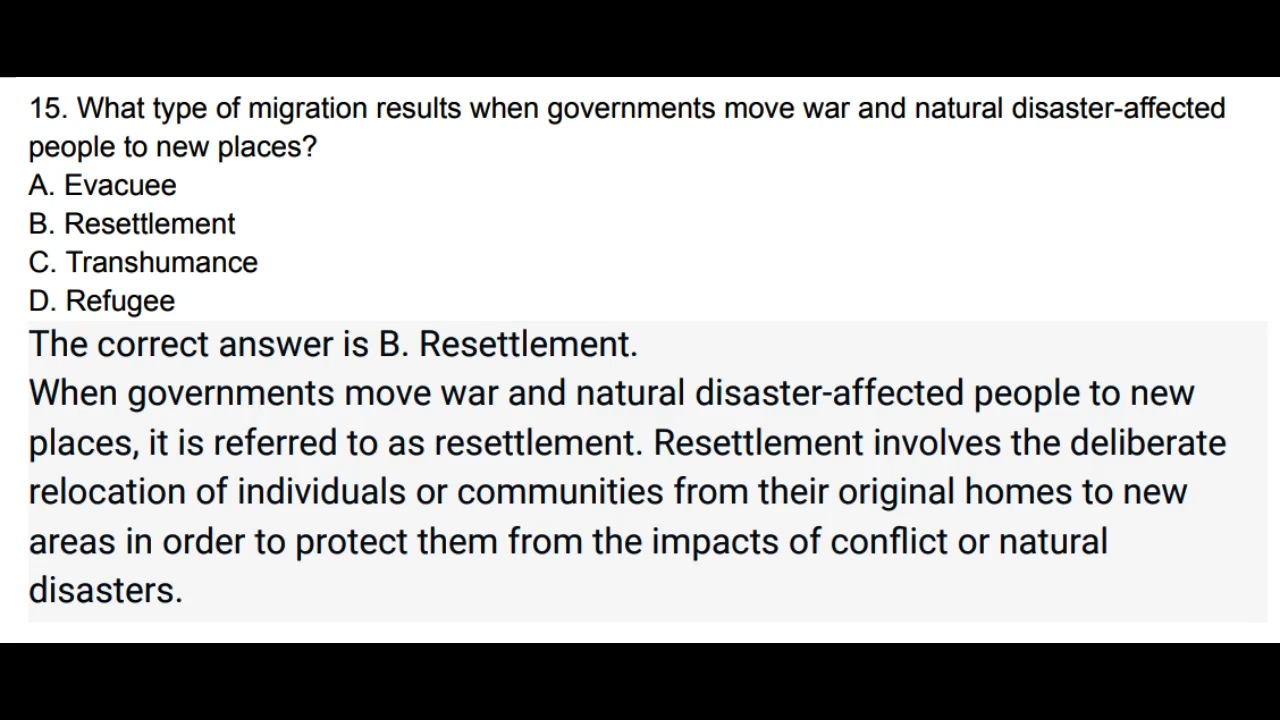 15. What type of migration results when governments move war and natural disaster-affected
people to new places?
A. Evacuee
B. Resettlement
C. Transhumance
D. Refugee
The correct answer is B. Resettlement.
When governments move war and natural disaster-affected people to new
places, it is referred to as resettlement. Resettlement involves the deliberate
relocation of individuals or communities from their original homes to new
areas in order to protect them from the impacts of conflict or natural
disasters.